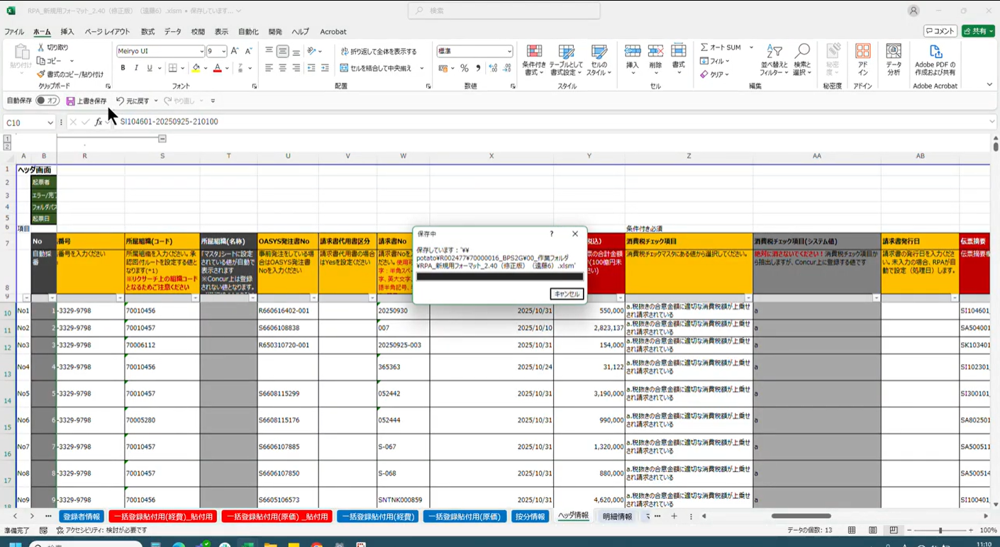 RPA_新規用フォーマット_2.40（修正版）（遠藤6）.xlsm • 保存しています...
検索
ファイル ホーム 挿入 ページ レイアウト 数式 データ 校閲 表示 自動化 開発 ヘルプ Acrobat
コメント 共有
貼り付け
切り取り
コピー
書式のコピー/貼り付け
クリップボード
Meiryo UI 9
B I U
フォント
折り返して全体を表示する
セルを結合して中央揃え
配置
標準
数値
条件付き書式 テーブルとして書式設定 セルのスタイル
スタイル
挿入 削除 書式
セル
オート SUM
フィル
クリア
並べ替えとフィルター 検索と選択
編集
秘密度
秘密度
アドイン
アドイン
データ分析
Adobe PDF の作成および共有
Adobe Acrobat
自動保存 オフ 上書き保存 元に戻す やり直し
C10 fx SI104601-20250925-210100
1
2
A B R S T U V W X Y Z AA AB
1 ヘッダ画面
2 起票者
3 エラー/完了
4 フォルダパス
5 起票日
6 項目 条件付き必須
7 No 番号 所属組織(コード) 所属組織(名称) OASYS発注書No 請求書代用書区分 請求書No 消費税チェック項目 消費税チェック項目(システム値) 請求書発行日 伝票摘要
8
自動採番
番号を入力ください
所属組織を入力ください。承認図付ルートを設定する値となります(*1)
※リクサーチ上の組織コードとなるためご注意ください
「マスタ」シートに設定されている値が自動で表示されます
※Concur上は登録されない値となります。
事前発注をしている場合はOASYS発注書Noを入力ください
請求書代用の場合はYesを設定ください
消費税チェックマスタにある値から選択してください。
絶対に消さないでください！消費税チェック項目から抽出しますが、Concur上に登録する値です
請求書の発行日を入力ください。未入力の場合、RPAが自動で設定（処理日）します。
9
保存中 ?
保存しています：'¥¥
potato¥R002477¥70000016_BPS2G¥00_作業フォルダ
¥RPA_新規用フォーマット_2.40（修正版）（遠藤6）.xlsm'
キャンセル
10 No1 1 -3329-9798 70010456 R660616402-001 20250930 2025/10/31 550,000 a.税抜きの合意金額に適切な消費税額が上乗せされ請求されている a SI104601
11 No2 2 -3329-9798 70010457 S6606108838 007 2025/10/10 2,823,137 a.税抜きの合意金額に適切な消費税額が上乗せされ請求されている a SA504001
12 No3 3 -3329-9798 70006112 R650310720-001 20250925-003 2025/10/31 154,000 a.税抜きの合意金額に適切な消費税額が上乗せされ請求されている a SK103401
13 No4 4 -3329-9798 70010456 365363 2025/10/24 31,122 a.税抜きの合意金額に適切な消費税額が上乗せされ請求されている a SI102301
14 No5 5 -3329-9798 70010457 S6608115299 052442 2025/10/31 3,190,000 a.税抜きの合意金額に適切な消費税額が上乗せされ請求されている a SI300101
15 No6 6 -3329-9798 70005280 S6608115176 052444 2025/10/31 990,000 a.税抜きの合意金額に適切な消費税額が上乗せされ請求されている a SA802501
16 No7 7 -3329-9798 70010457 S6606107885 S-067 2025/10/31 1,320,000 a.税抜きの合意金額に適切な消費税額が上乗せされ請求されている a SA500511
17 No8 8 -3329-9798 70010457 S6606107850 S-068 2025/10/31 880,000 a.税抜きの合意金額に適切な消費税額が上乗せされ請求されている a SA500514
18 No9 9 -3329-9798 70010456 S6605106573 SNTNK000859 2025/10/31 4,620,000 a.税抜きの合意金額に適切な消費税額が上乗せされ請求されている a SI100401
登録者情報 一括登録貼付用(経費)_貼付用 一括登録貼付用(原価)_貼付用 一括登録貼付用(経費) 一括登録貼付用(原価) 按分情報 ヘッダ情報 明細情報
準備完了 アクセシビリティ: 検討が必要です データの個数: 13 100%
検索 11:10